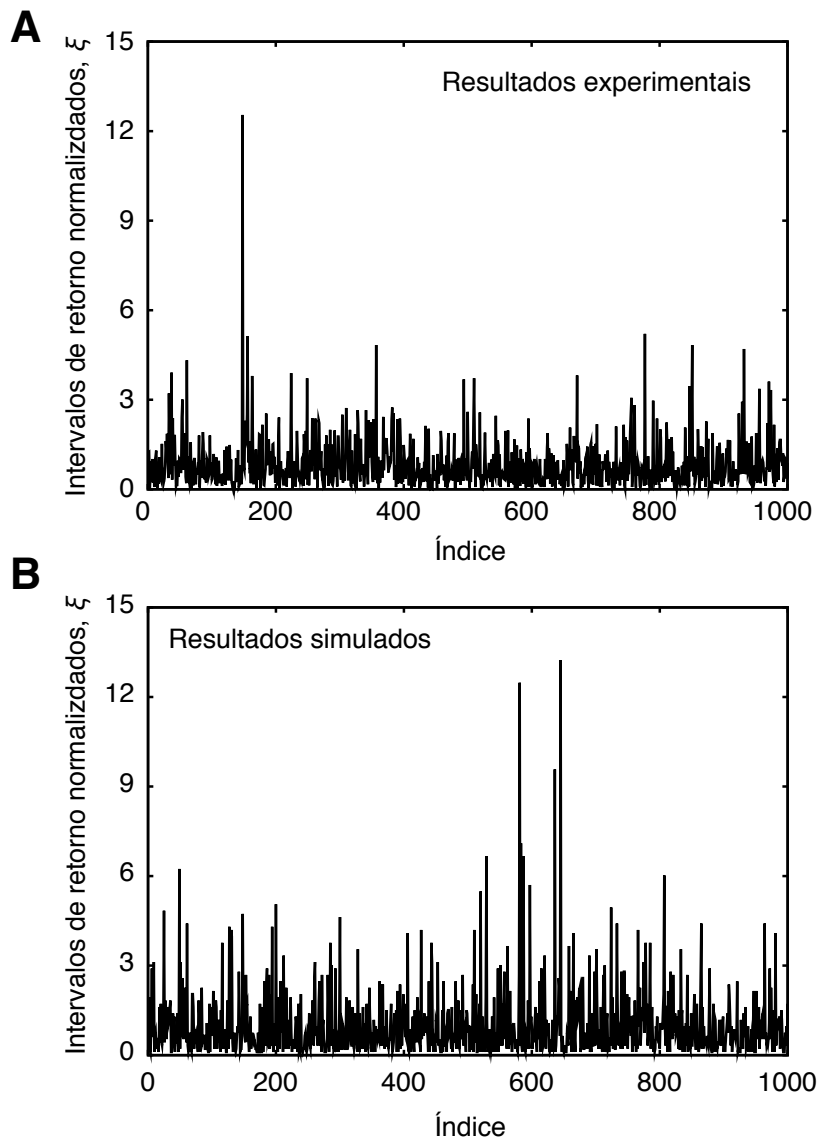 A
Intervalos de retorno normalizdados, ξ
15
12
9
6
3
0
Resultados experimentais
0 200 400 600 800 1000
Índice
B
Intervalos de retorno normalizdados, ξ
15
12
9
6
3
0
Resultados simulados
0 200 400 600 800 1000
Índice